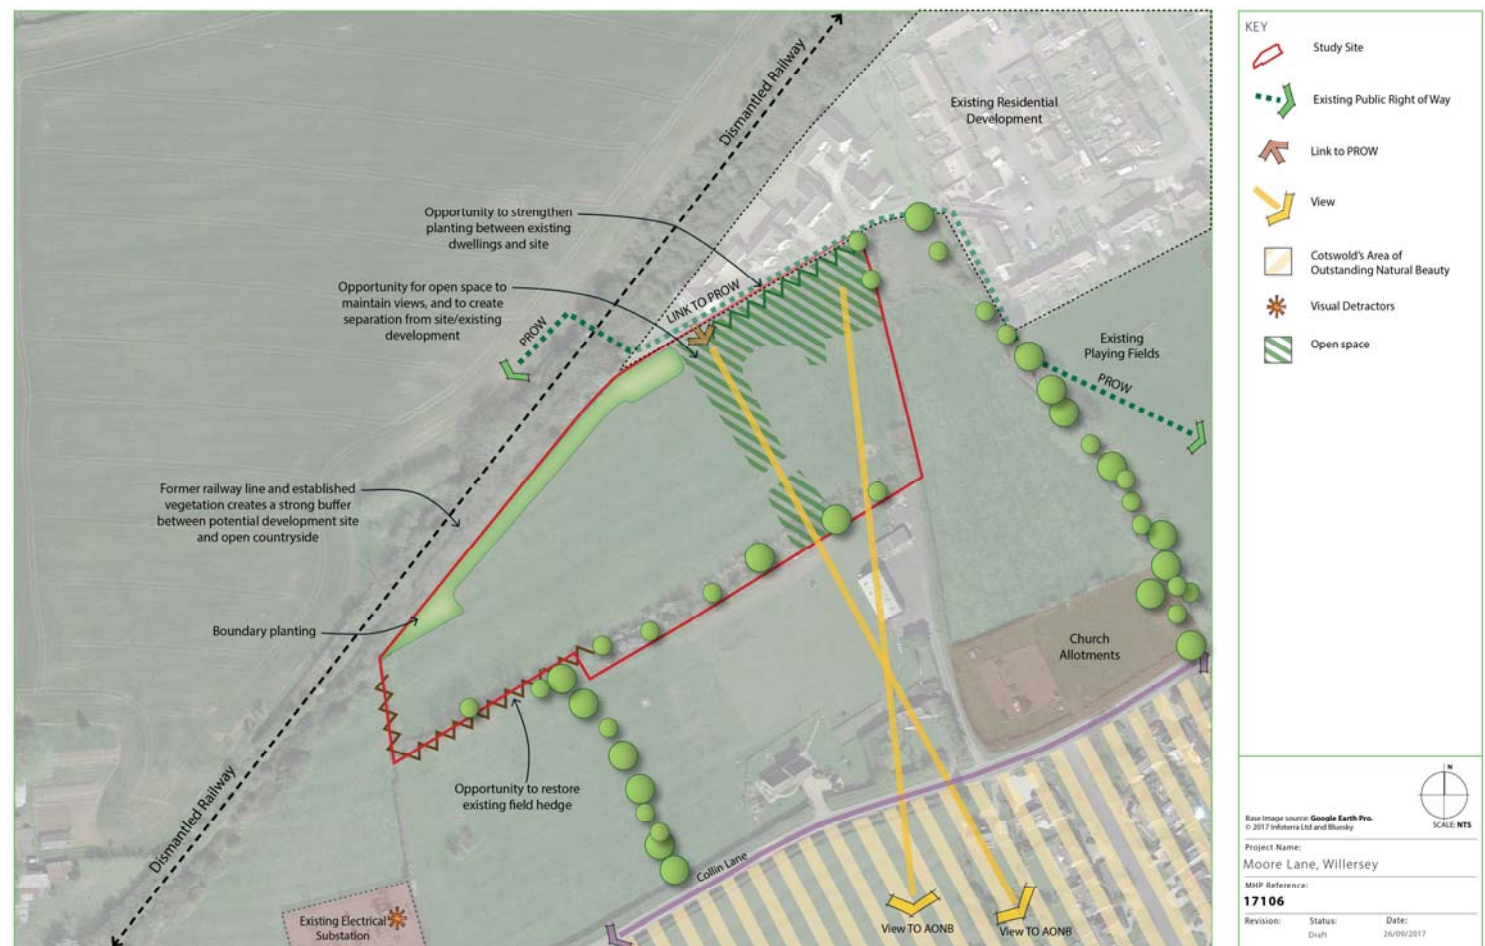 Dismantled Railway
Existing Residential
Development
Opportunity to strengthen
planting between existing
dwellings and site
Opportunity for open space to
maintain views, and to create
separation from site/existing
development
LINK TO PROW
PROW
Existing
Playing Fields
PROW
Former railway line and established
vegetation creates a strong buffer
between potential development site
and open countryside
Boundary planting
Church
Allotments
Opportunity to restore
existing field hedge
Dismantled Railway
Collin Lane
Existing Electrical
Substation
View TO AONB
View TO AONB
KEY
Study Site
Existing Public Right of Way
Link to PROW
View
Cotswold's Area of
Outstanding Natural Beauty
Visual Detractors
Open space
N
SCALE: NTS
Base Image source: Google Earth Pro.
© 2017 Infoterra Ltd and Bluesky
Project Name:
Moore Lane, Willersey
MHP Reference:
17106
Revision:
Status:
Date:
Draft
26/09/2017